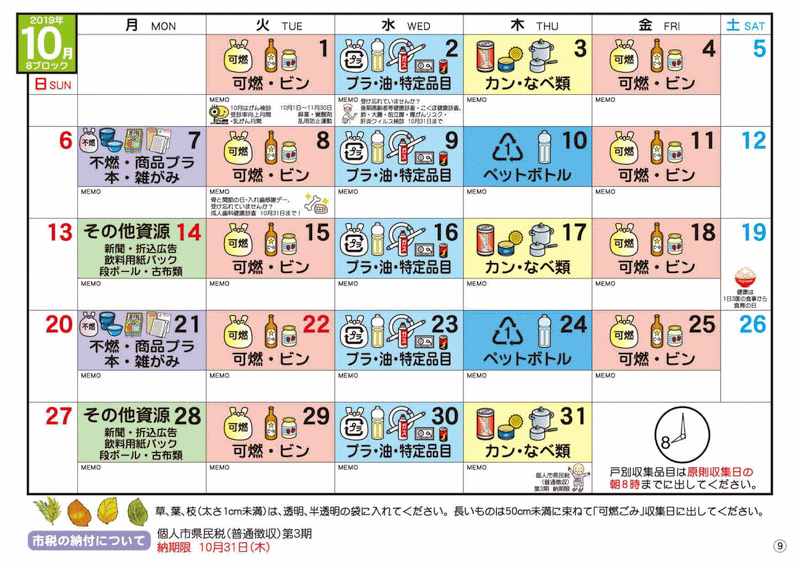 2019年
10月
8ブロック
月 MON
火 TUE
水 WED
木 THU
金 FRI
土 SAT
日 SUN
1
可燃
可燃・ビン
2
プラ
プラ・油・特定品目
3
カン・なべ類
4
可燃
可燃・ビン
5
MEMO
10月はがん検診
受診率向上月間
・乳がん月間
10月1日〜11月30日
麻薬・覚醒剤
乱用防止運動
MEMO
受け忘れていませんか?
後期高齢者等健康診査・こくほ健康診査、
肺・大腸・前立腺・胃がんリスク・
肝炎ウィルス検診 10月31日まで
MEMO
MEMO
6
7
不燃
不燃・商品プラ
本・雑がみ
8
可燃
可燃・ビン
9
プラ
プラ・油・特定品目
10
1
ペットボトル
11
可燃
可燃・ビン
12
MEMO
MEMO
骨と関節の日・入れ歯感謝デー、
受け忘れていませんか?
成人歯科健康診査 10月31日まで!
MEMO
MEMO
MEMO
13
その他資源 14
新聞・折込広告
飲料用紙パック
段ボール・古布類
15
可燃
可燃・ビン
16
プラ
プラ・油・特定品目
17
カン・なべ類
18
可燃
可燃・ビン
19
健康は
1日3度の食事から
食育の日
MEMO
MEMO
MEMO
MEMO
MEMO
20
21
不燃
不燃・商品プラ
本・雑がみ
22
可燃
可燃・ビン
23
プラ
プラ・油・特定品目
24
1
ペットボトル
25
可燃
可燃・ビン
26
MEMO
MEMO
MEMO
MEMO
MEMO
27
その他資源 28
新聞・折込広告
飲料用紙パック
段ボール・古布類
29
可燃
可燃・ビン
30
プラ
プラ・油・特定品目
31
カン・なべ類
8
戸別収集品目は原則収集日の
朝8時までに出してください。
MEMO
MEMO
MEMO
MEMO
個人市県民税
(普通徴収)
第3期 納期限
草、葉、枝(太さ1cm未満)は、透明、半透明の袋に入れてください。長いものは50cm未満に束ねて「可燃ごみ」収集日に出してください。
市税の納付について
個人市県民税(普通徴収)第3期
納期限 10月31日(木)
9